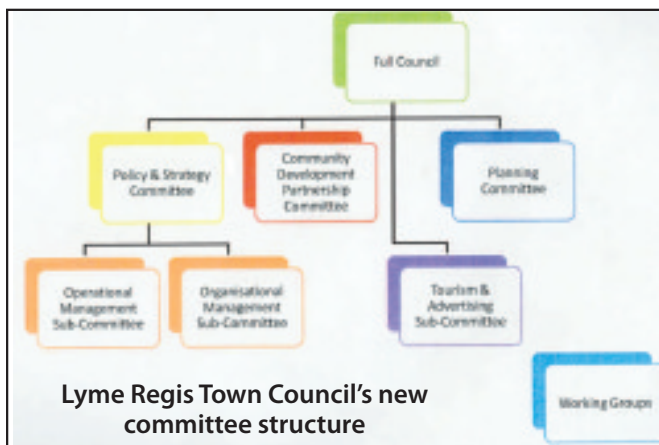 Full Council
Policy & Strategy
Committee
Community
Development
Partnership
Committee
Planning
Committee
Operational
Management
Sub-Committee
Organisational
Management
Sub-Committee
Tourism &
Advertising
Sub-Committee
Working Groups
Lyme Regis Town Council's new
committee structure